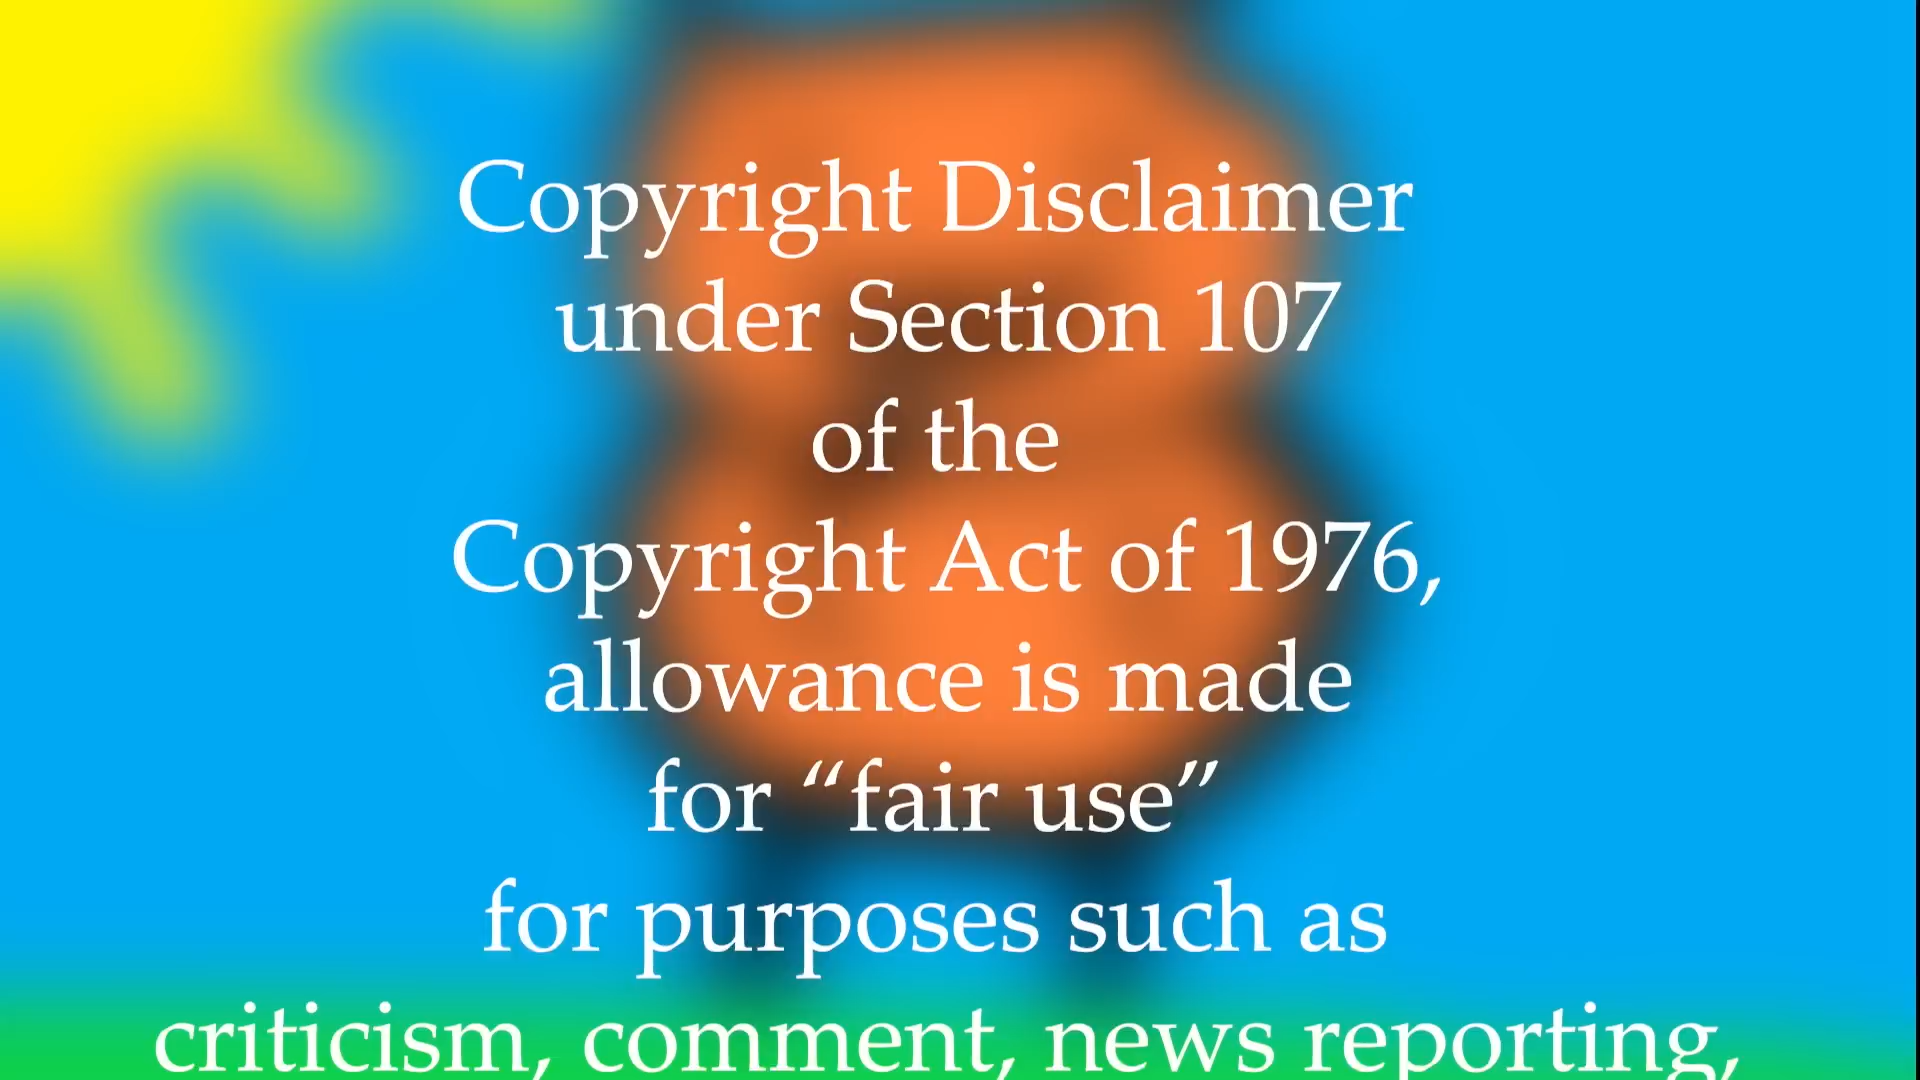 Copyright Disclaimer
under Section 107
of the
Copyright Act of 1976,
allowance is made
for “fair use”
for purposes such as
criticism, comment, news reporting,